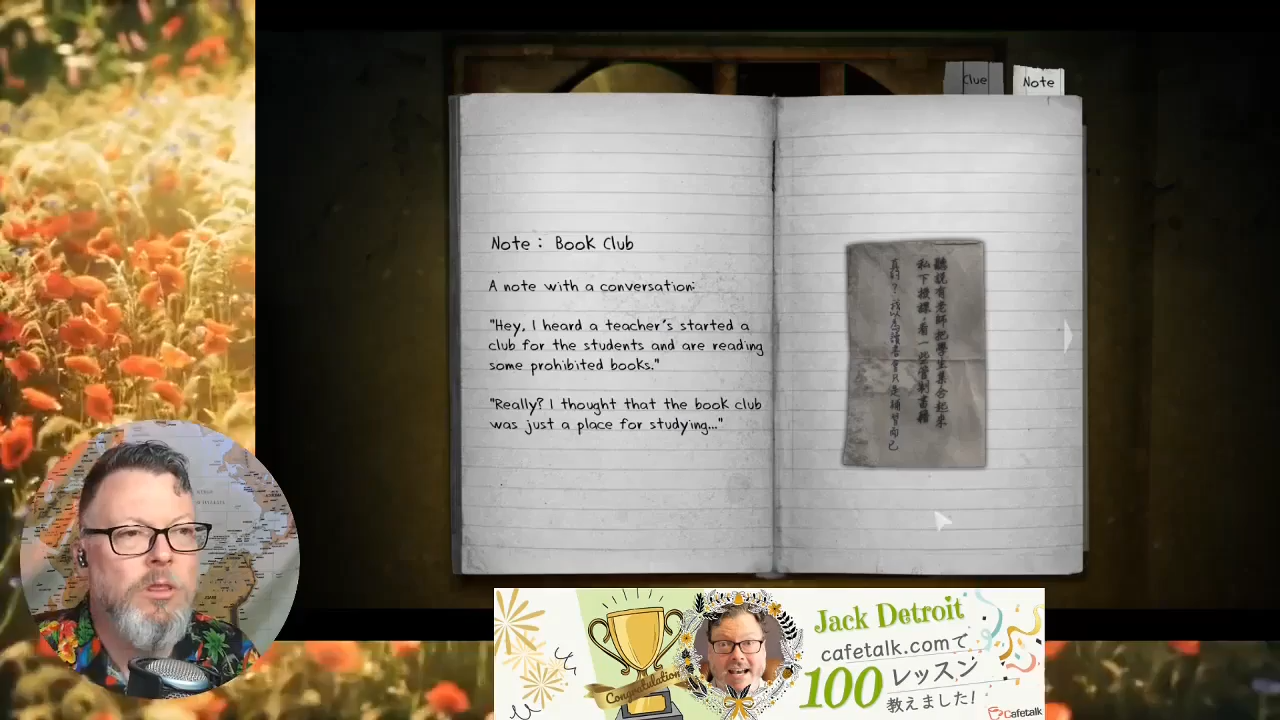 Clue
Note
Note : Book Club
A note with a conversation:
"Hey, I heard a teacher's started a
club for the students and are reading
some prohibited books."
"Really? I thought that the book club
was just a place for studying..."
聽說有老師把學生集合起來
私下授課，看一些管制書籍
真的？我以為讀書會只是補習而已
Congratulation
Jack Detroit
cafetalk.comで
100レッスン
教えました!
Cafetalk